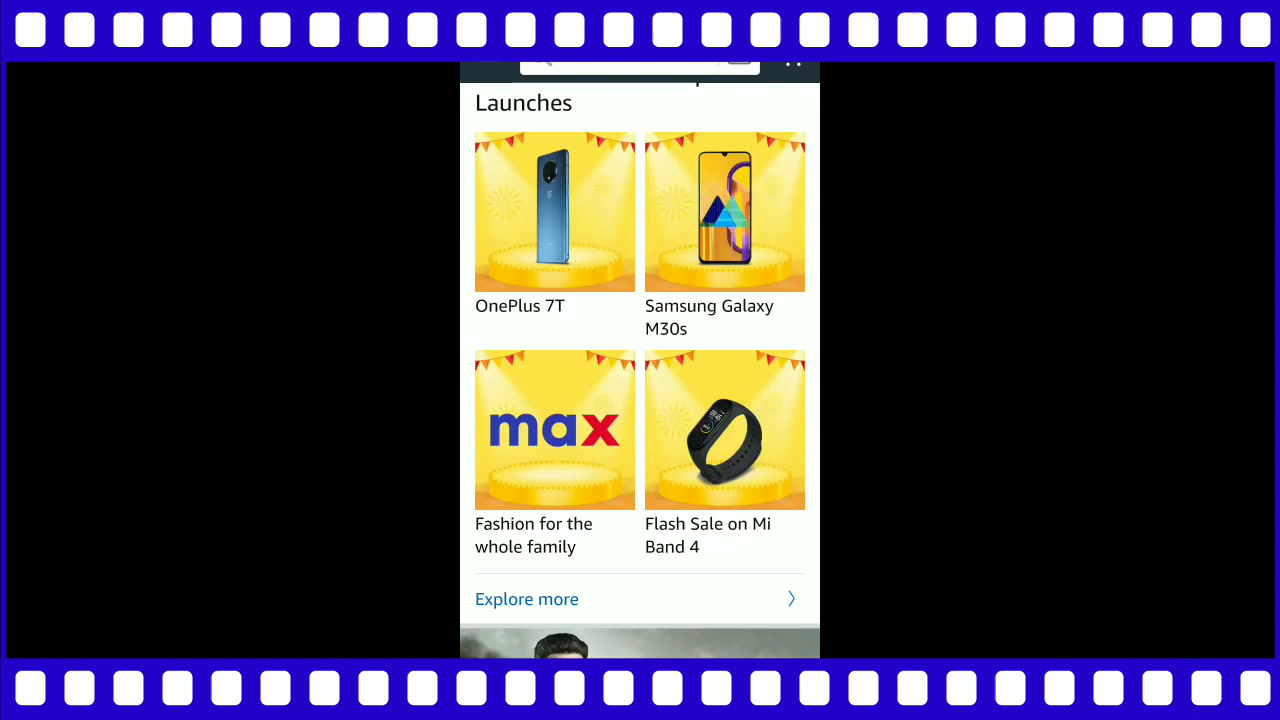 Launches
OnePlus 7T
Samsung Galaxy
M30s
max
Fashion for the
whole family
Flash Sale on Mi
Band 4
Explore more